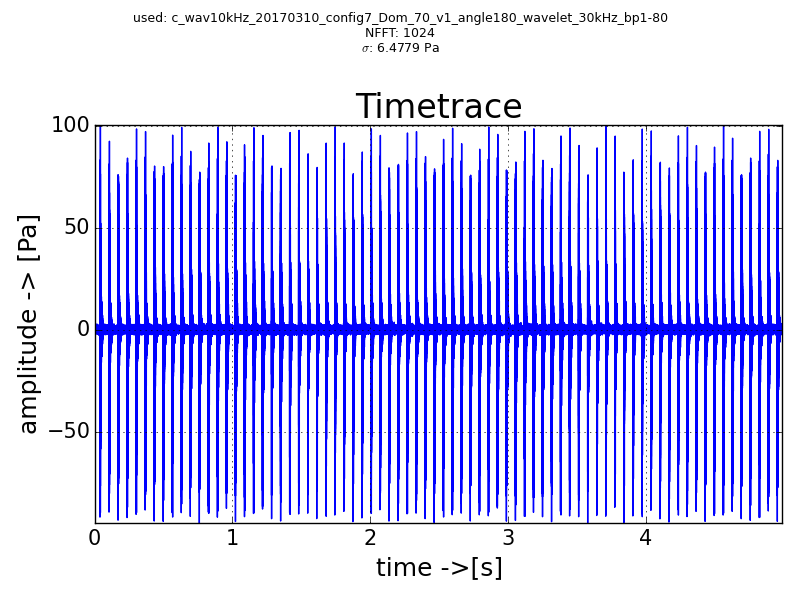 used: c_wav10kHz_20170310_config7_Dom_70_v1_angle180_wavelet_30kHz_bp1-80
NFFT: 1024
σ: 6.4779 Pa
Timetrace
100
50
0
−50
amplitude -> [Pa]
0 1 2 3 4
time ->[s]